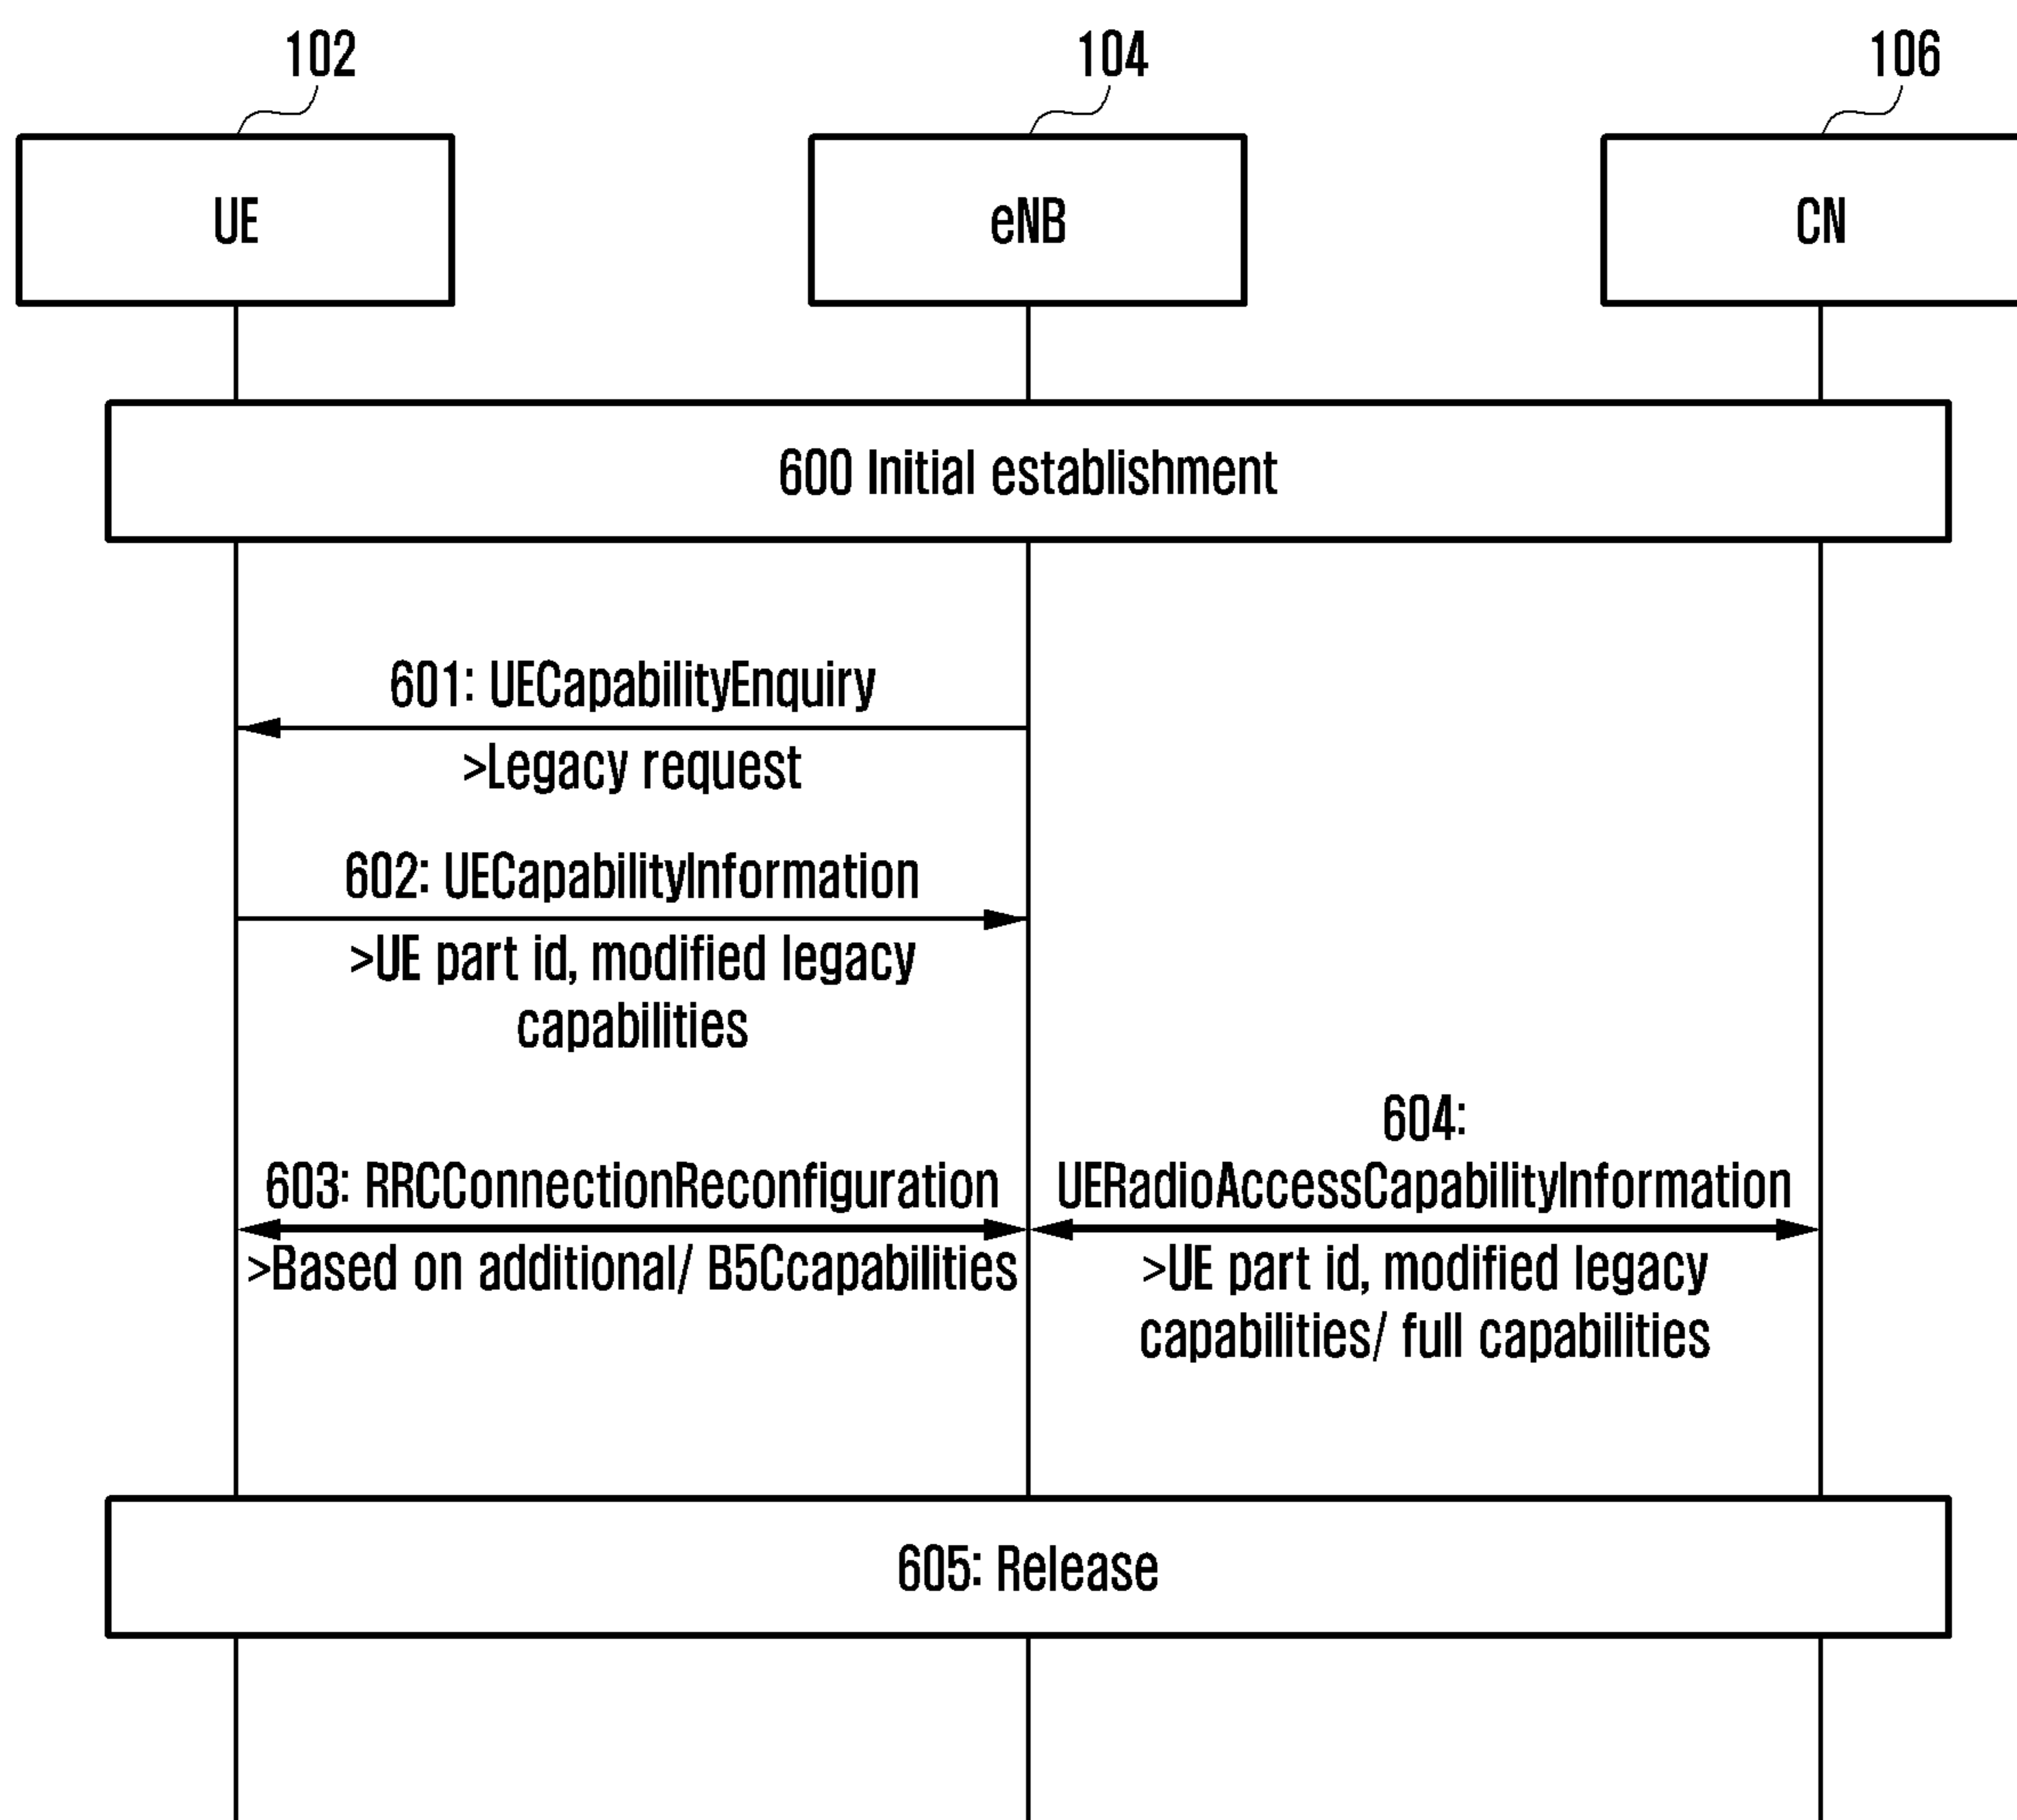 102
104
106
UE
eNB
CN
600 Initial establishment
601: UECapabilityEnquiry
>Legacy request
602: UECapabilityInformation
>UE part id, modified legacy
capabilities
604:
603: RRCConnectionReconfiguration
UERadioAccessCapabilityInformation
>Based on additional/ B5Ccapabilities
>UE part id, modified legacy
capabilities/ full capabilities
605: Release